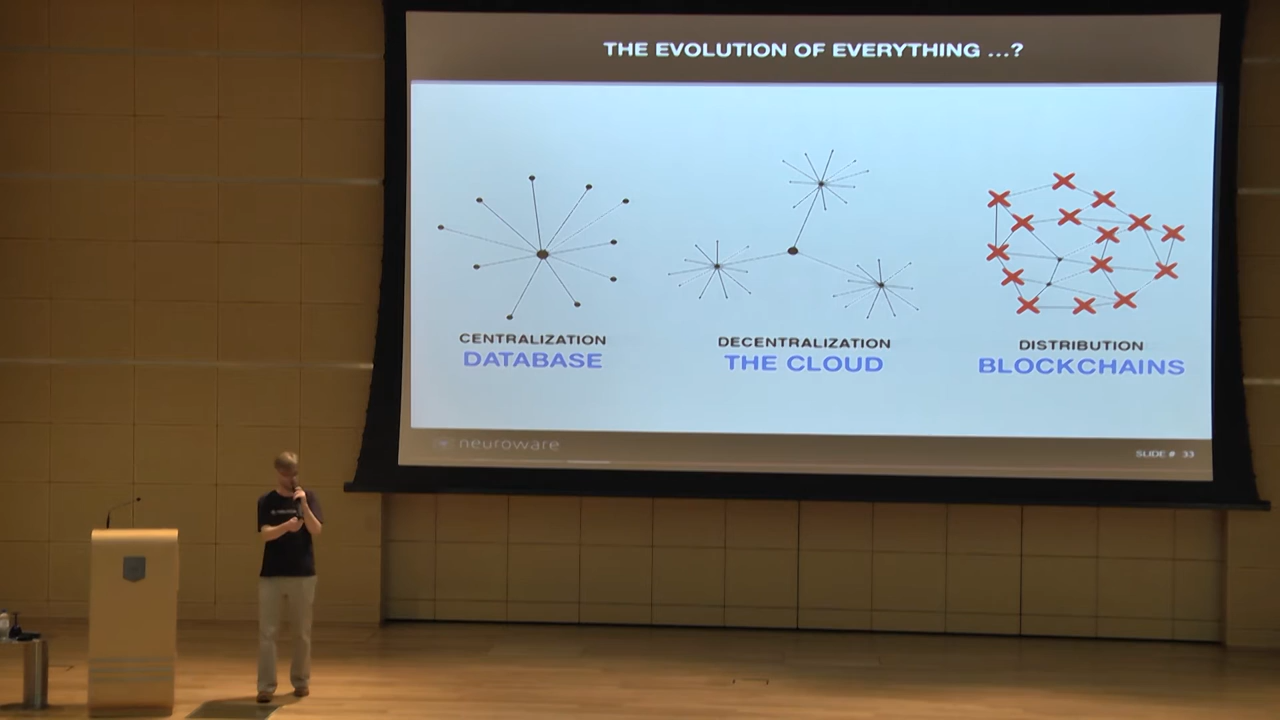 THE EVOLUTION OF EVERYTHING ...?
CENTRALIZATION
DATABASE
DECENTRALIZATION
THE CLOUD
DISTRIBUTION
BLOCKCHAINS
neuroware
SLIDE # 33